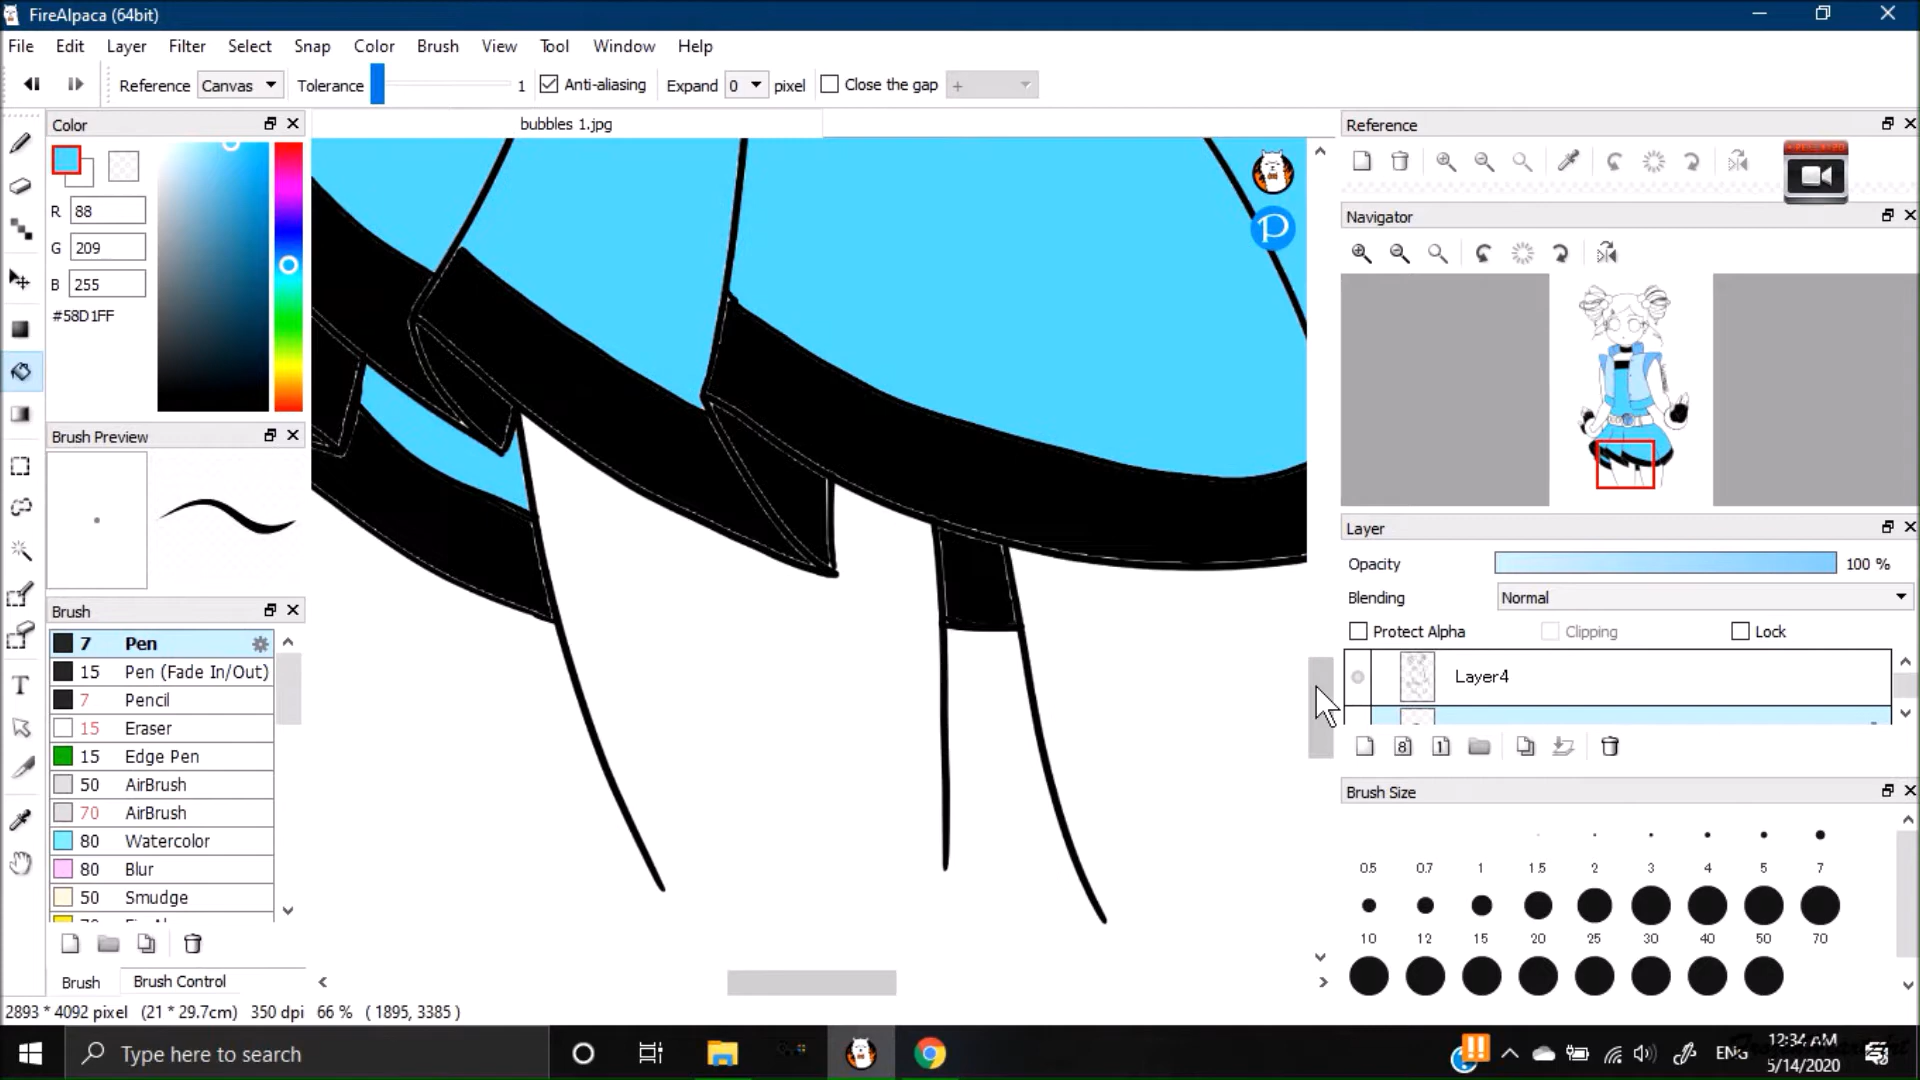 FireAlpaca (64bit)
File Edit Layer Filter Select Snap Color Brush View Tool Window Help
Reference Canvas Tolerance 1 Anti-aliasing Expand 0 pixel Close the gap +
Color
bubbles 1.jpg
Reference
R 88
G 209
B 255
#58D1FF
Navigator
Brush Preview
Layer
Opacity 100 %
Blending Normal
Protect Alpha Clipping Lock
Layer4
Brush
7 Pen
15 Pen (Fade In/Out)
7 Pencil
15 Eraser
15 Edge Pen
50 AirBrush
70 AirBrush
80 Watercolor
80 Blur
50 Smudge
8 1
Brush Size
0.5 0.7 1 1.5 2 3 4 5 7
10 12 15 20 25 30 40 50 70
Brush Brush Control
2893 * 4092 pixel (21 * 29.7cm) 350 dpi 66 % ( 1895, 3385 )
Type here to search
ENG
12:34 AM
5/14/2020